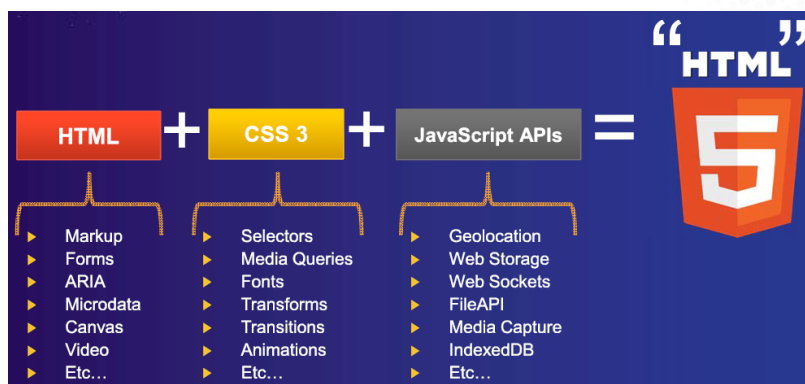 “HTML”
5
HTML + CSS 3 + JavaScript APIs =
Markup
Forms
ARIA
Microdata
Canvas
Video
Etc…
Selectors
Media Queries
Fonts
Transforms
Transitions
Animations
Etc…
Geolocation
Web Storage
Web Sockets
FileAPI
Media Capture
IndexedDB
Etc…